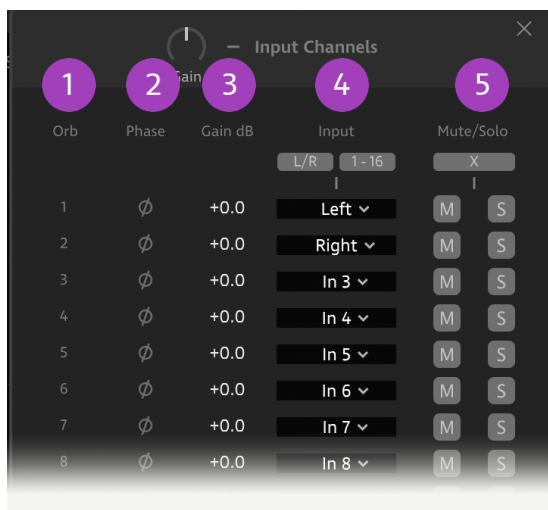 – Input Channels ×
Gain
1 2 3 4 5
Orb Phase Gain dB Input Mute/Solo
L/R 1 - 16 X
1 Ø +0.0 Left M S
2 Ø +0.0 Right M S
3 Ø +0.0 In 3 M S
4 Ø +0.0 In 4 M S
5 Ø +0.0 In 5 M S
6 Ø +0.0 In 6 M S
7 Ø +0.0 In 7 M S
8 Ø +0.0 In 8 M S